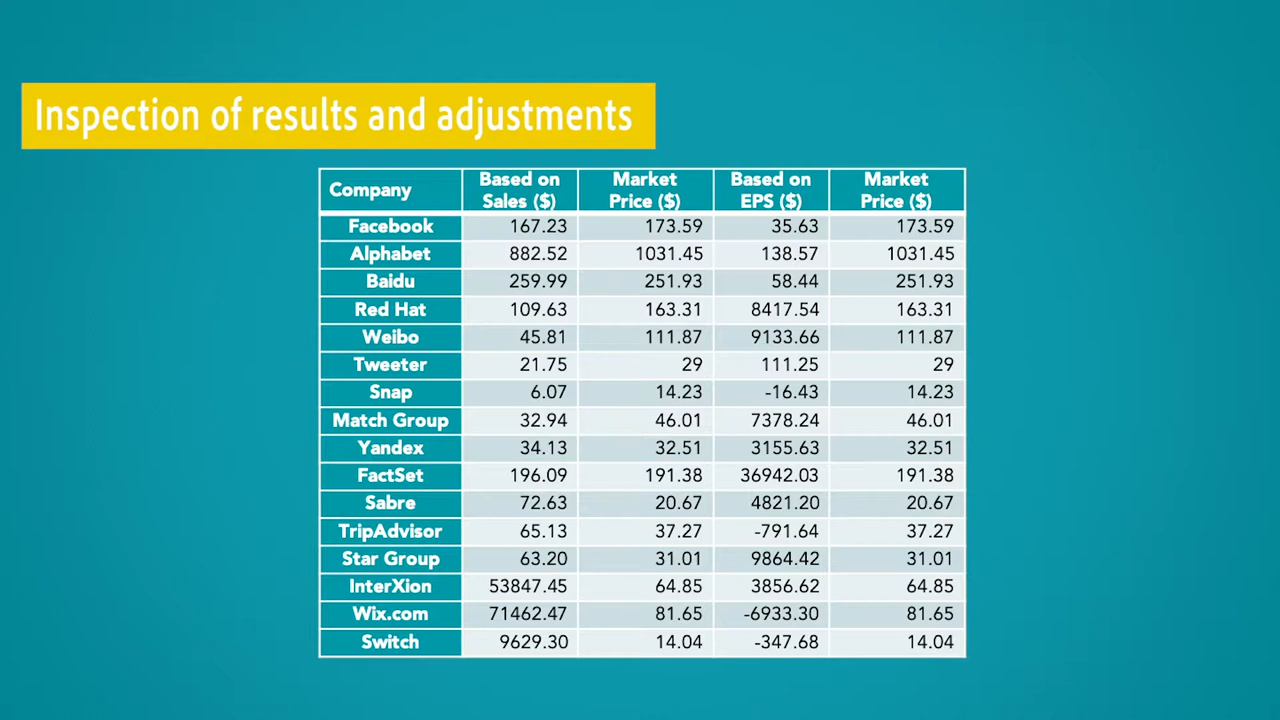 Inspection of results and adjustments
Company Based on Sales ($) Market Price ($) Based on EPS ($) Market Price ($)
Facebook 167.23 173.59 35.63 173.59
Alphabet 882.52 1031.45 138.57 1031.45
Baidu 259.99 251.93 58.44 251.93
Red Hat 109.63 163.31 8417.54 163.31
Weibo 45.81 111.87 9133.66 111.87
Tweeter 21.75 29 111.25 29
Snap 6.07 14.23 -16.43 14.23
Match Group 32.94 46.01 7378.24 46.01
Yandex 34.13 32.51 3155.63 32.51
FactSet 196.09 191.38 36942.03 191.38
Sabre 72.63 20.67 4821.20 20.67
TripAdvisor 65.13 37.27 -791.64 37.27
Star Group 63.20 31.01 9864.42 31.01
InterXion 53847.45 64.85 3856.62 64.85
Wix.com 71462.47 81.65 -6933.30 81.65
Switch 9629.30 14.04 -347.68 14.04